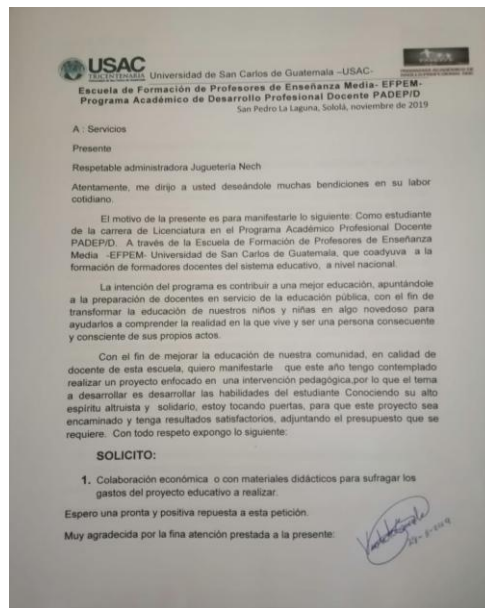 USAC
TRICENTENARIA
Universidad de San Carlos de Guatemala –USAC-
Escuela de Formación de Profesores de Enseñanza Media- EFPEM-
Programa Académico de Desarrollo Profesional Docente PADEP/D
San Pedro La Laguna, Sololá, noviembre de 2019
A : Servicios
Presente
Respetable administradora Juguetería Nech
Atentamente, me dirijo a usted deseándole muchas bendiciones en su labor
cotidiano.
El motivo de la presente es para manifestarle lo siguiente: Como estudiante
de la carrera de Licenciatura en el Programa Académico Profesional Docente
PADEP/D. A través de la Escuela de Formación de Profesores de Enseñanza
Media -EFPEM- Universidad de San Carlos de Guatemala, que coadyuva a la
formación de formadores docentes del sistema educativo, a nivel nacional.
La intención del programa es contribuir a una mejor educación, apuntándole
a la preparación de docentes en servicio de la educación pública, con el fin de
transformar la educación de nuestros niños y niñas en algo novedoso para
ayudarlos a comprender la realidad en la que vive y ser una persona consecuente
y consciente de sus propios actos.
Con el fin de mejorar la educación de nuestra comunidad, en calidad de
docente de esta escuela, quiero manifestarle que este año tengo contemplado
realizar un proyecto enfocado en una intervención pedagógica,por lo que el tema
a desarrollar es desarrollar las habilidades del estudiante Conociendo su alto
espíritu altruista y solidario, estoy tocando puertas, para que este proyecto sea
encaminado y tenga resultados satisfactorios, adjuntando el presupuesto que se
requiere. Con todo respeto expongo lo siguiente:
SOLICITO:
1. Colaboración económica o con materiales didácticos para sufragar los
gastos del proyecto educativo a realizar.
Espero una pronta y positiva repuesta a esta petición.
Muy agradecida por la fina atención prestada a la presente: